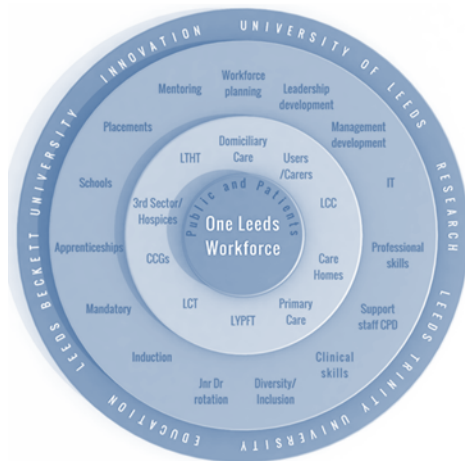 INNOVATION
UNIVERSITY OF LEEDS
RESEARCH
LEEDS TRINITY UNIVERSITY
EDUCATION
LEEDS BECKETT UNIVERSITY
Workforce
planning
Leadership
development
Management
development
IT
Professional
skills
Support
staff CPD
Clinical
skills
Diversity/
Inclusion
Jnr Dr
rotation
Induction
Mandatory
Apprenticeships
Schools
Placements
Mentoring
Domiciliary
Care
Users
/Carers
LCC
Care
Homes
Primary
Care
LYPFT
LCT
CCGs
3rd Sector/
Hospices
LTHT
Public and Patients
One Leeds
Workforce